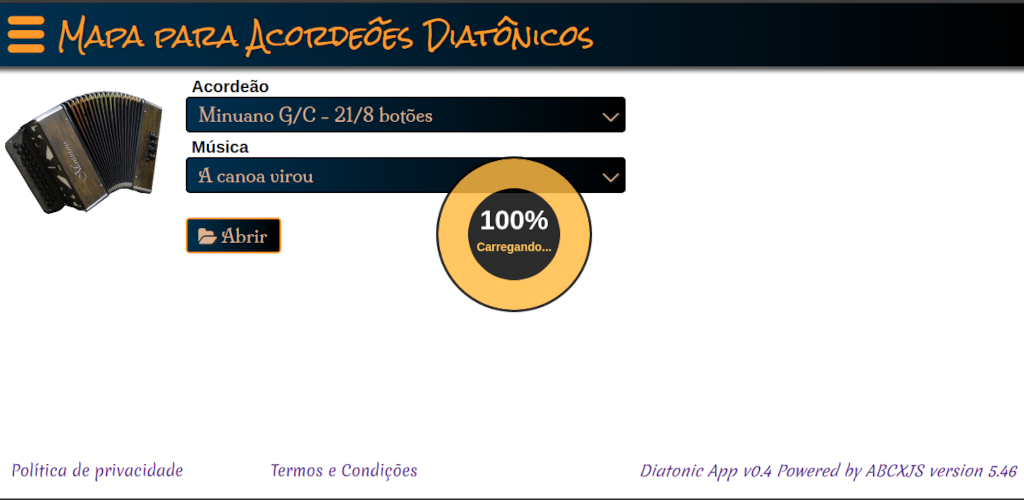 Mapa para Acordeões Diatônicos
Acordeão
Minuano G/C - 21/8 botões
Música
A canoa virou
100%
Carregando...
Abrir
Minuano
Política de privacidade
Termos e Condições
Diatonic App v0.4 Powered by ABCXJS version 5.46